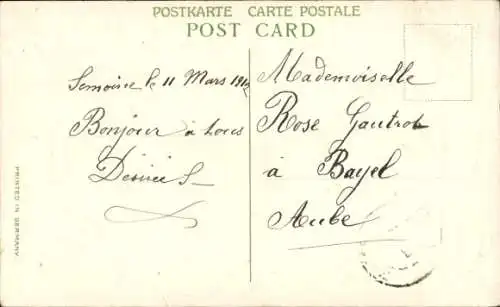 POSTKARTE CARTE POSTALE
POST CARD
Semoine le 11 Mars 1912
Bonjour à tous
Désirée S
Mademoiselle
Rose Gautrot
à Bayel
Aube
PRINTED IN GERMANY